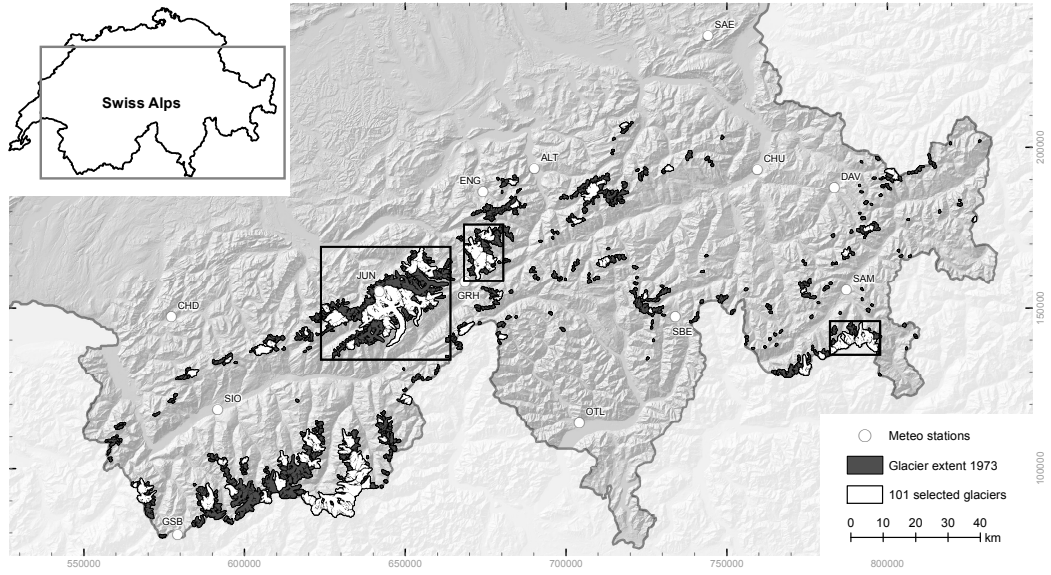 Swiss Alps
SAE
ALT
ENG
CHU
DAV
JUN
GRH
SAM
CHD
SBE
SIO
OTL
GSB
Meteo stations
Glacier extent 1973
101 selected glaciers
0 10 20 30 40
km
200000
150000
100000
550000 600000 650000 700000 750000 800000